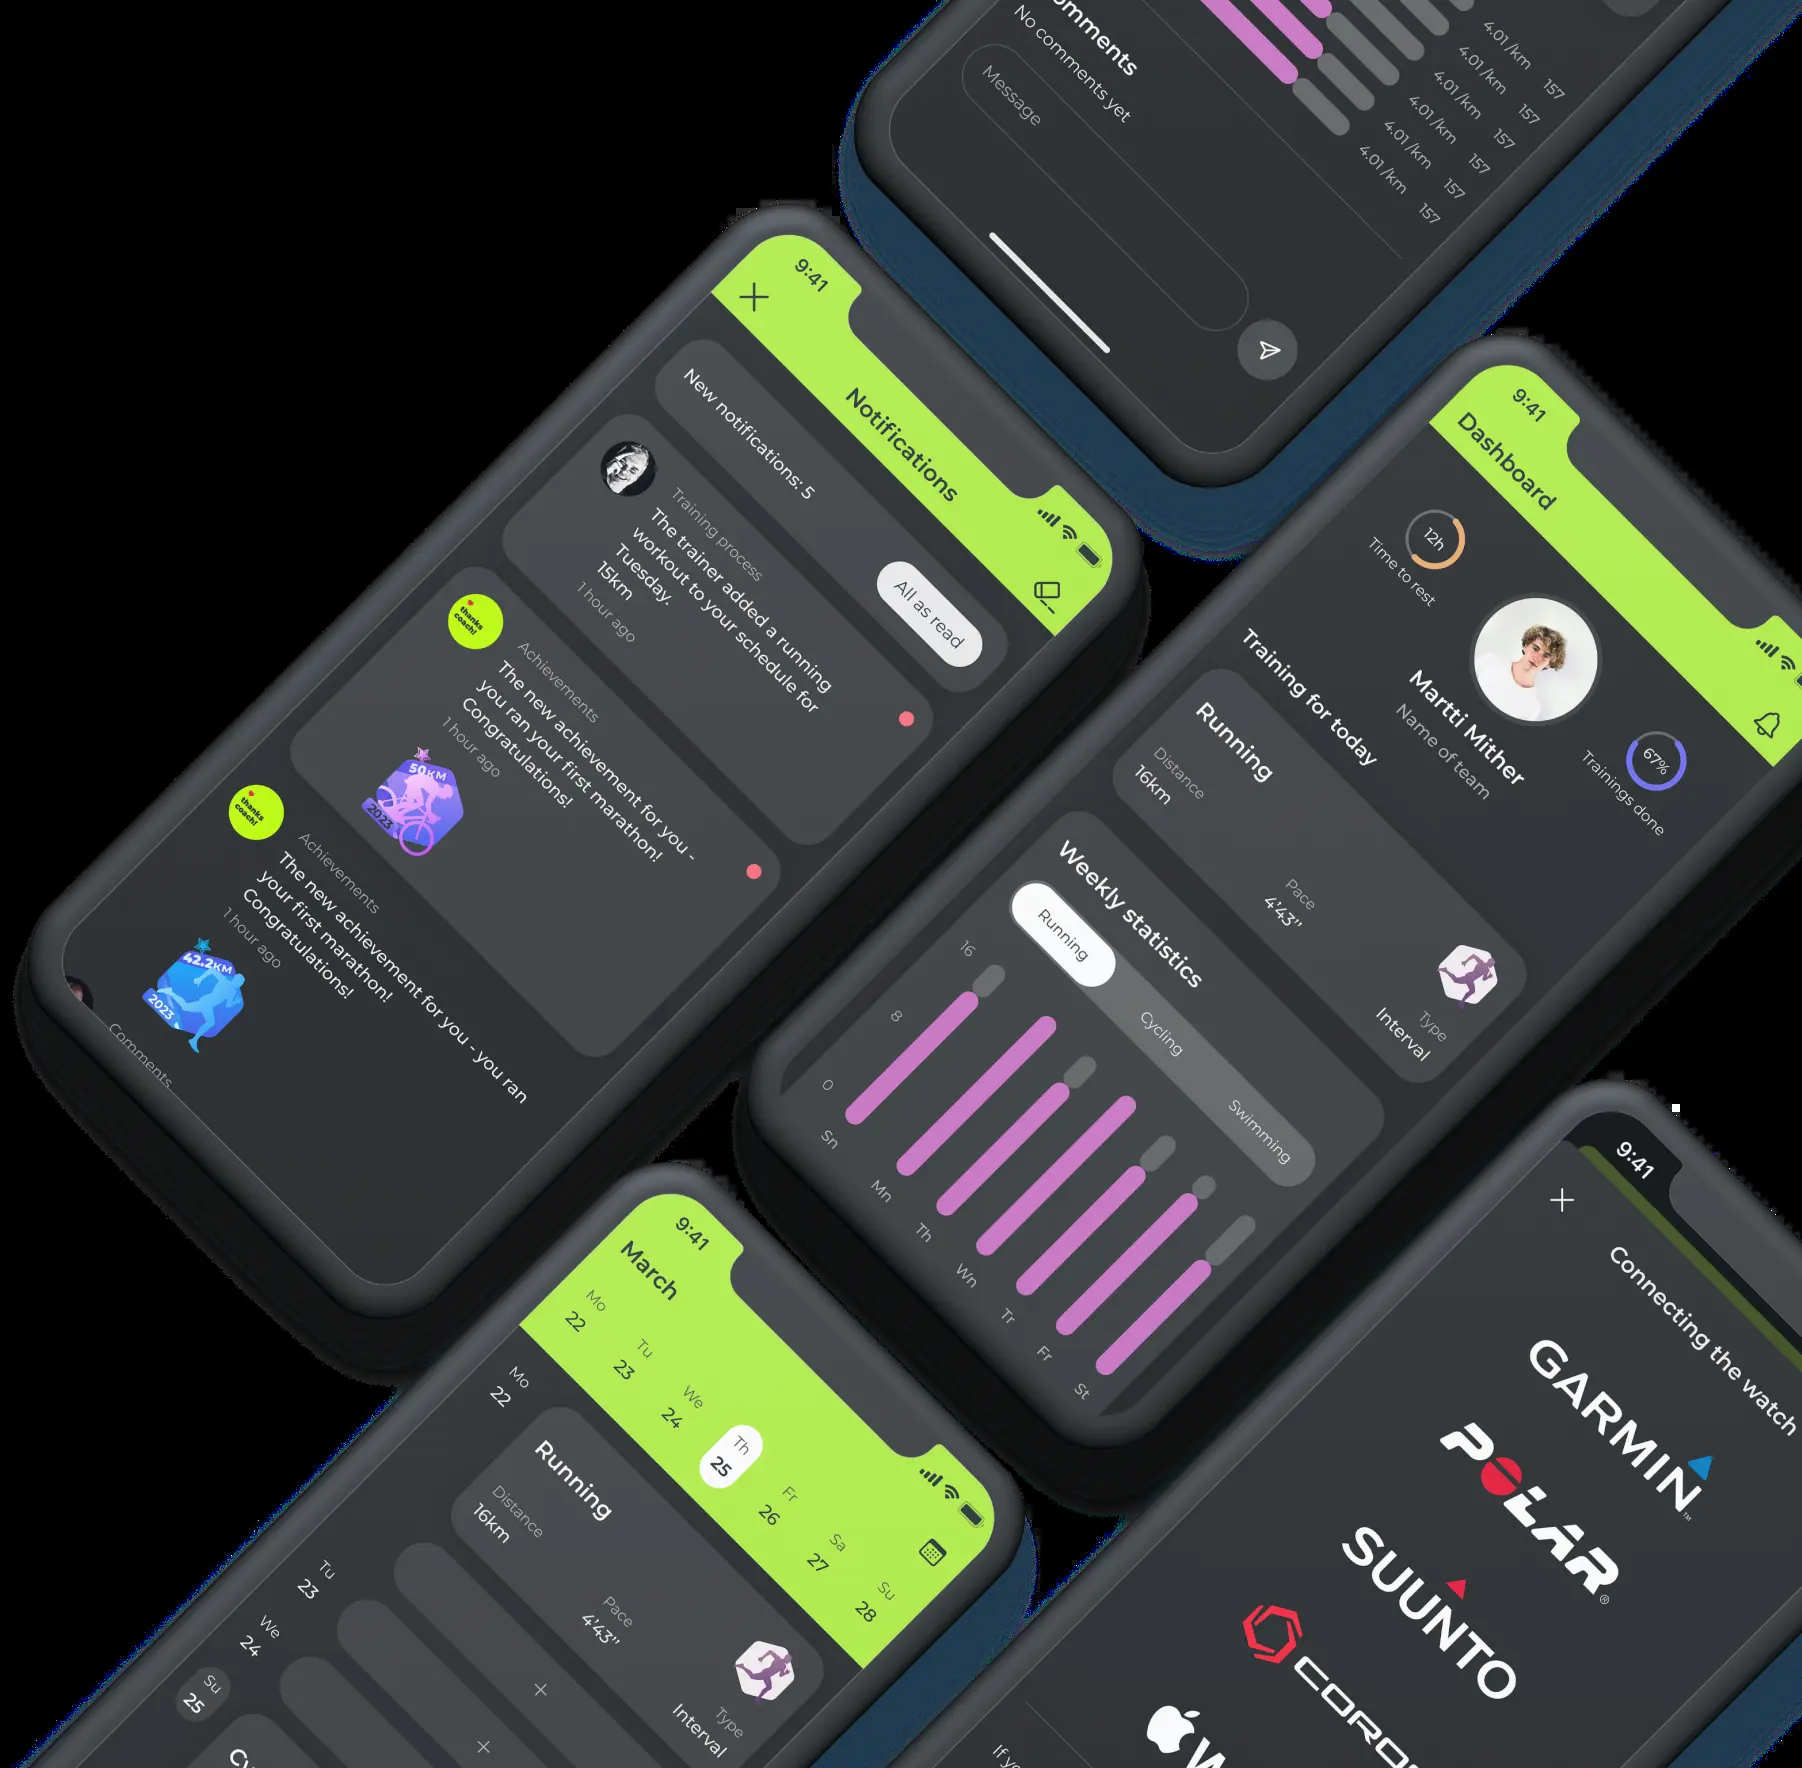 omments
No comments yet
Message
4.01 /km 157
4.01 /km 157
4.01 /km 157
4.01 /km 157
4.01 /km 157
4.01 /km 157
9:41
Notifications
New notifications: 5
All as read
Training process
The trainer added a running
workout to your schedule for
Tuesday.
15km
1 hour ago
thanks
coach!
Achievements
The new achievement for you -
you ran your first marathon!
Congratulations!
1 hour ago
50KM
2023
thanks
coach!
Achievements
The new achievement for you - you ran
your first marathon!
Congratulations!
1 hour ago
42.2KM
2023
Comments
9:41
Dashboard
12h
Time to rest
Martti Mither
Name of team
67%
Trainings done
Training for today
Running
Distance
16km
Pace
4'43''
Type
Interval
Weekly statistics
Running
Cycling
Swimming
16
8
0
Sn
Mn
Th
Wn
Tr
Fr
St
9:41
March
Mo Tu We Th Fr Sa Su
22 23 24 25 26 27 28
Mo
22
Running
Distance
16km
Pace
4'43''
Type
Interval
Tu
23
+
We
24
+
Su
25
Cy
9:41
Connecting the watch
GARMIN™
POLAR®
SUUNTO
CORO
W
If yo